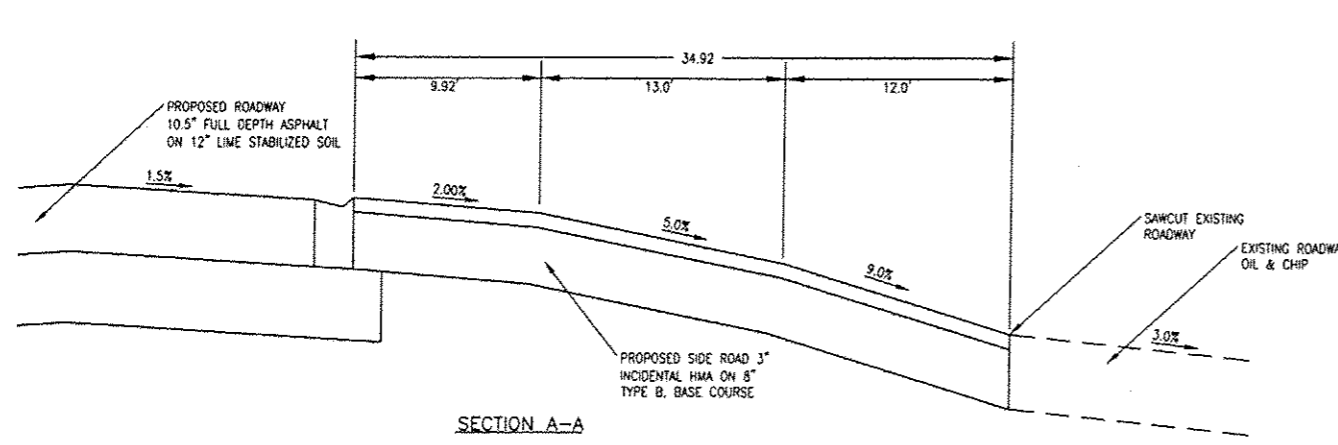 34.92
9.92'
13.0'
12.0'
PROPOSED ROADWAY
10.5" FULL DEPTH ASPHALT
ON 12" LIME STABILIZED SOIL
1.5%
2.00%
5.0%
9.0%
SAWCUT EXISTING
ROADWAY
EXISTING ROADWA
OIL & CHIP
3.0%
PROPOSED SIDE ROAD 3"
INCIDENTAL HMA ON 8"
TYPE B, BASE COURSE
SECTION A-A